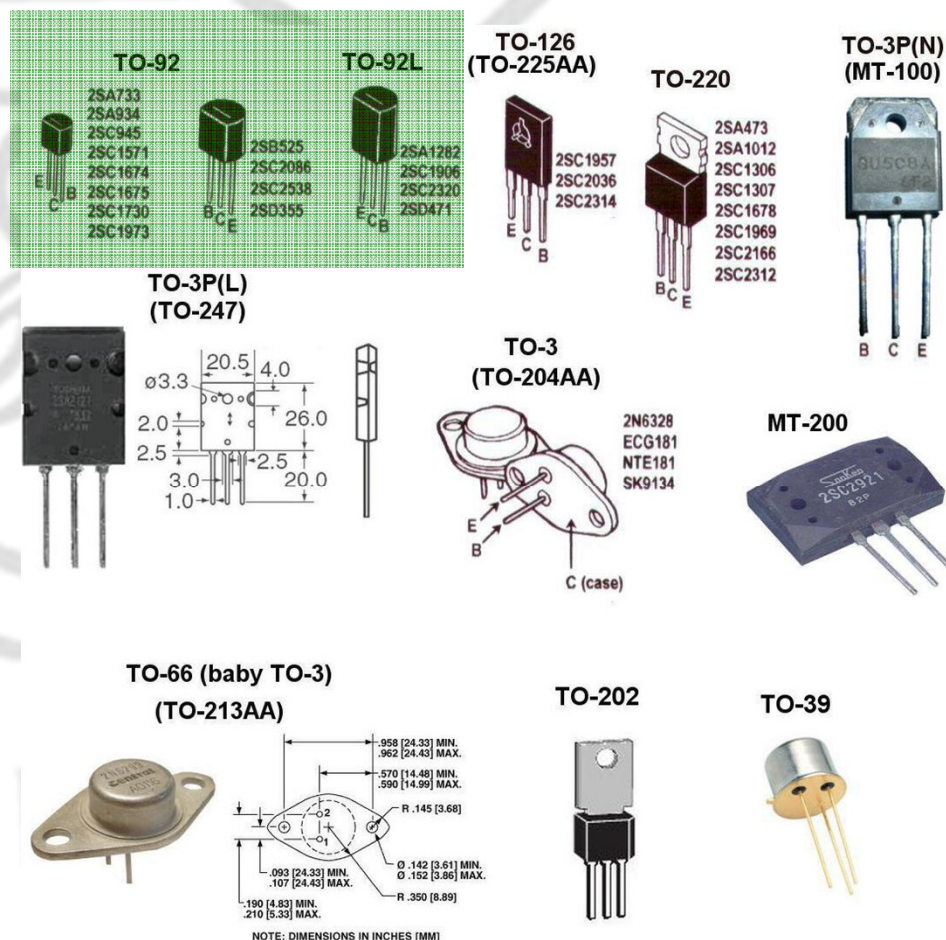 TO-92
2SA733
2SA934
2SC945
2SC1571
2SC1674
2SC1675
2SC1730
2SC1973
E
C
B
2SB525
2SC2086
2SC2538
2SD355
B
C
E
TO-92L
2SA1282
2SC1906
2SC2320
2SD471
E
C
B
TO-126
(TO-225AA)
2SC1957
2SC2036
2SC2314
E
C
B
TO-220
2SA473
2SA1012
2SC1306
2SC1307
2SC1678
2SC1969
2SC2166
2SC2312
B
C
E
TO-3P(N)
(MT-100)
B
C
E
TO-3P(L)
(TO-247)
20.5
4.0
ø3.3
26.0
2.0
2.5
2.5
3.0
20.0
1.0
TO-3
(TO-204AA)
2N6328
ECG181
NTE181
SK9134
E
B
C (case)
MT-200
Sanken
2SC2921
82P
TO-66 (baby TO-3)
(TO-213AA)
Central
.958 [24.33] MIN.
.962 [24.43] MAX.
.570 [14.48] MIN.
.590 [14.99] MAX.
R .145 [3.68]
2
1
Ø .142 [3.61] MIN.
Ø .152 [3.86] MAX.
.093 [24.33] MIN.
.107 [24.43] MAX.
R .350 [8.89]
.190 [4.83] MIN.
.210 [5.33] MAX.
NOTE: DIMENSIONS IN INCHES [MM]
TO-202
TO-39